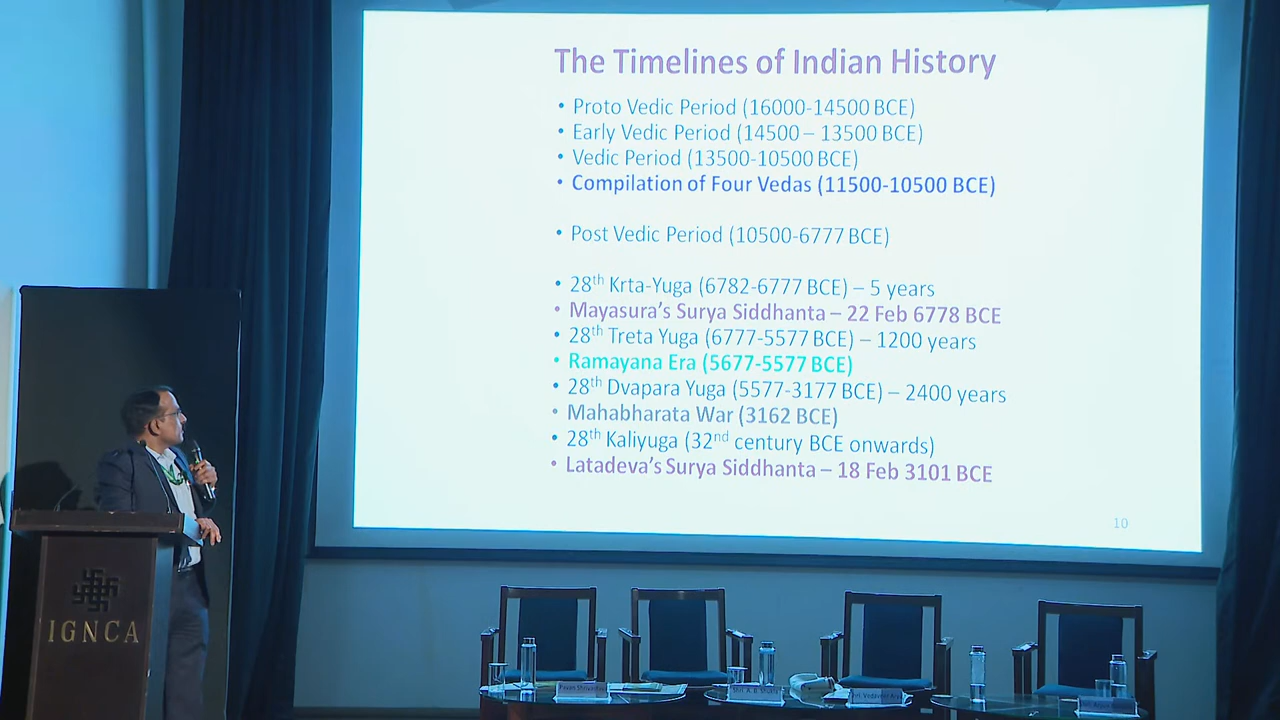 The Timelines of Indian History
• Proto Vedic Period (16000-14500 BCE)
• Early Vedic Period (14500 – 13500 BCE)
• Vedic Period (13500-10500 BCE)
• Compilation of Four Vedas (11500-10500 BCE)
• Post Vedic Period (10500-6777 BCE)
• 28th Krta-Yuga (6782-6777 BCE) – 5 years
• Mayasura's Surya Siddhanta – 22 Feb 6778 BCE
• 28th Treta Yuga (6777-5577 BCE) – 1200 years
• Ramayana Era (5677-5577 BCE)
• 28th Dvapara Yuga (5577-3177 BCE) – 2400 years
• Mahabharata War (3162 BCE)
• 28th Kaliyuga (32nd century BCE onwards)
• Latadeva's Surya Siddhanta – 18 Feb 3101 BCE
10
IGNCA